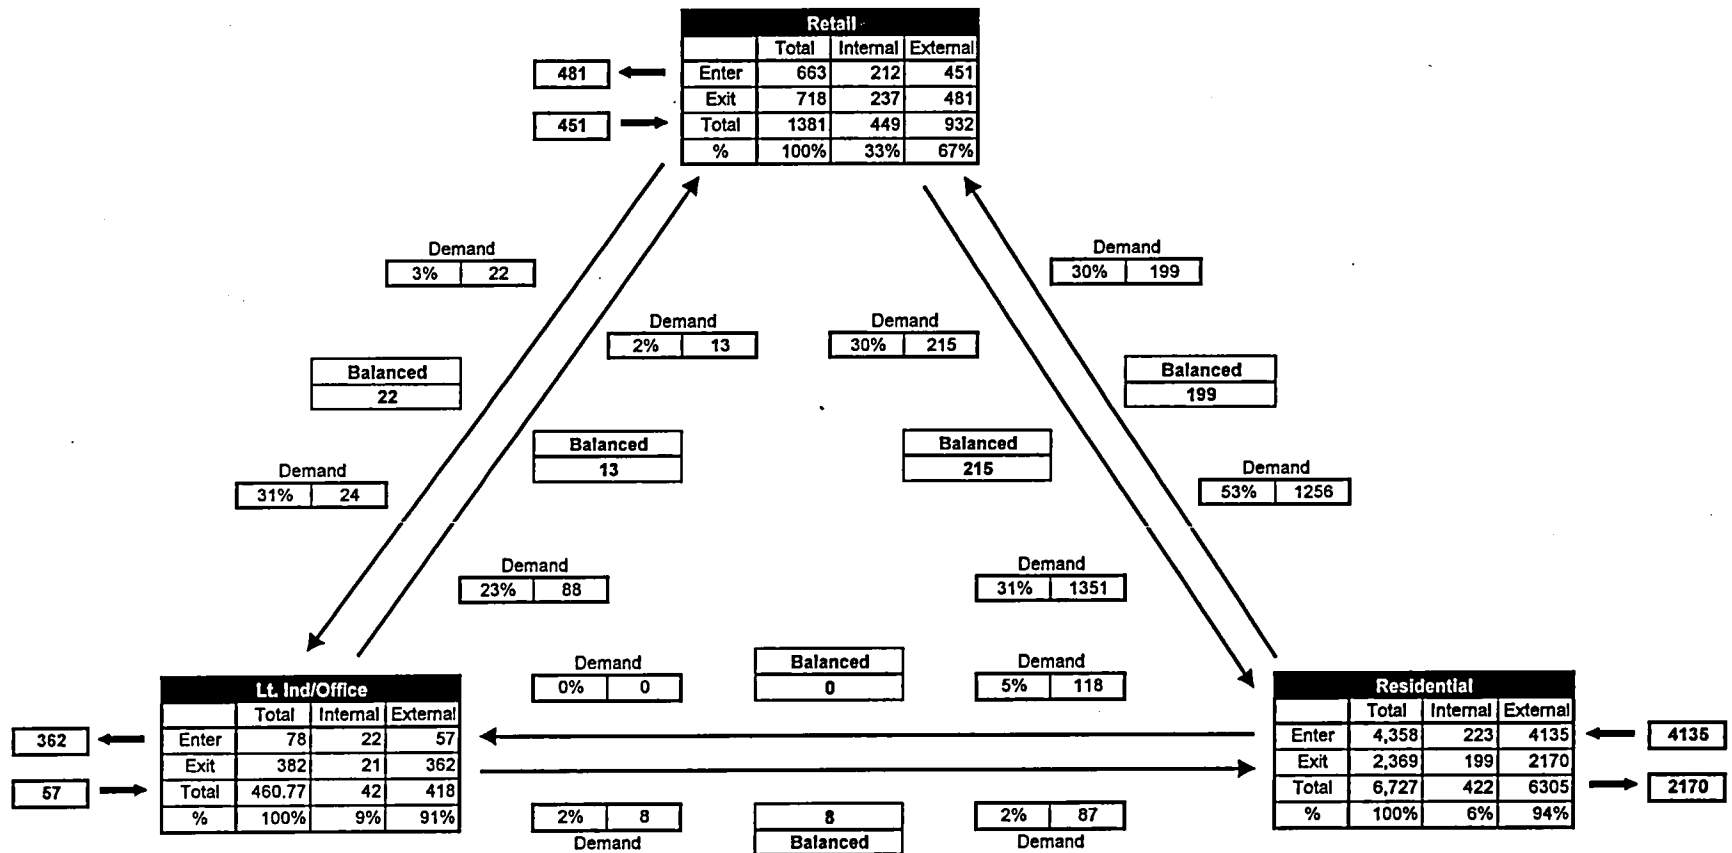 Retail
Total Internal External
Enter 663 212 451
Exit 718 237 481
Total 1381 449 932
% 100% 33% 67%
481
451
Demand
3% 22
Demand
30% 199
Demand
2% 13
Demand
30% 215
Balanced
22
Balanced
199
Balanced
13
Balanced
215
Demand
31% 24
Demand
53% 1256
Demand
23% 88
Demand
31% 1351
Demand
0% 0
Balanced
0
Demand
5% 118
Lt. Ind/Office
Total Internal External
Enter 78 22 57
Exit 382 21 362
Total 460.77 42 418
% 100% 9% 91%
362
57
Residential
Total Internal External
Enter 4,358 223 4135
Exit 2,369 199 2170
Total 6,727 422 6305
% 100% 6% 94%
4135
2170
2% 8
Demand
8
Balanced
2% 87
Demand